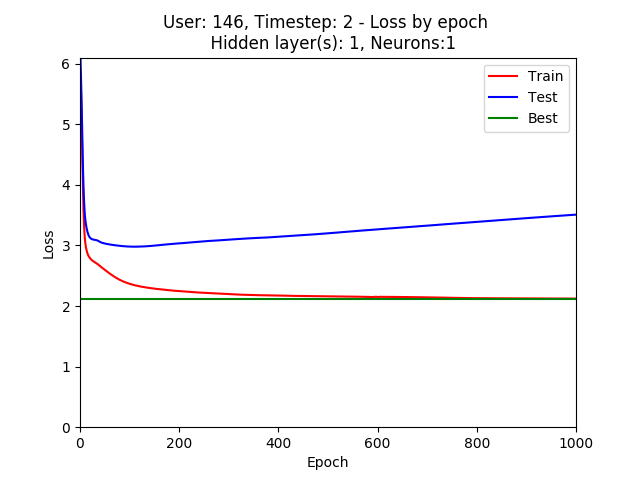 User: 146, Timestep: 2 - Loss by epoch
Hidden layer(s): 1, Neurons:1
Train
Test
Best
Loss
6
5
4
3
2
1
0
0 200 400 600 800 1000
Epoch